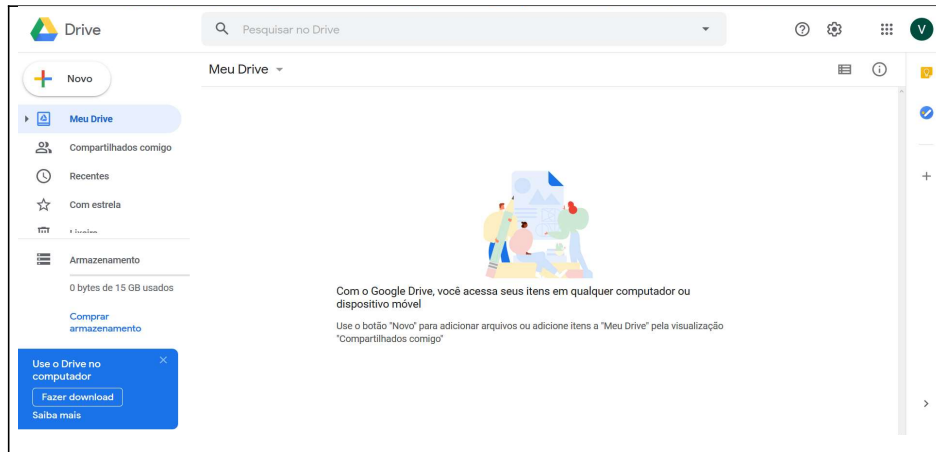 Drive
Pesquisar no Drive
V
Novo
Meu Drive
Meu Drive
Compartilhados comigo
Recentes
Com estrela
Lixeira
Armazenamento
0 bytes de 15 GB usados
Comprar
armazenamento
Use o Drive no
computador
Fazer download
Saiba mais
Com o Google Drive, você acessa seus itens em qualquer computador ou
dispositivo móvel
Use o botão "Novo" para adicionar arquivos ou adicione itens a "Meu Drive" pela visualização
"Compartilhados comigo"